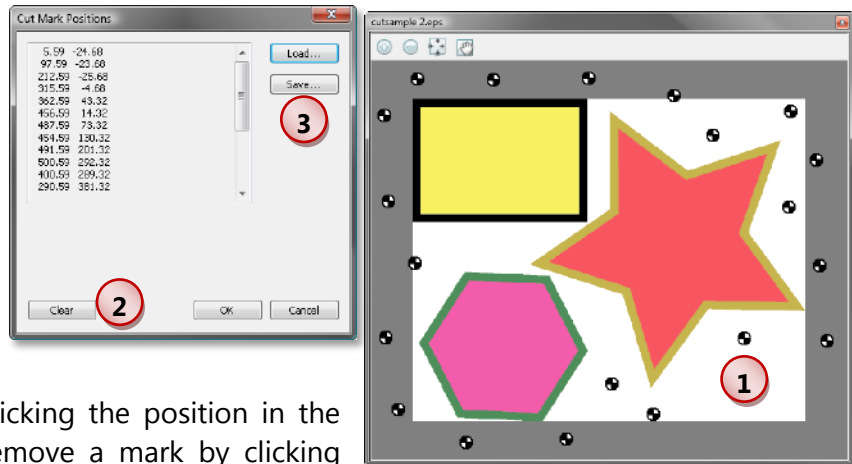 Cut Mark Positions
5.59 -24.68
97.59 -23.68
212.59 -25.68
315.59 -4.68
362.59 43.32
456.59 14.32
487.59 73.32
454.59 130.32
491.59 201.32
500.59 292.32
400.59 289.32
290.59 381.32
Load...
Save...
3
Clear
2
OK
Cancel
cutsample 2.eps
1
icking the position in the
emove a mark by clicking